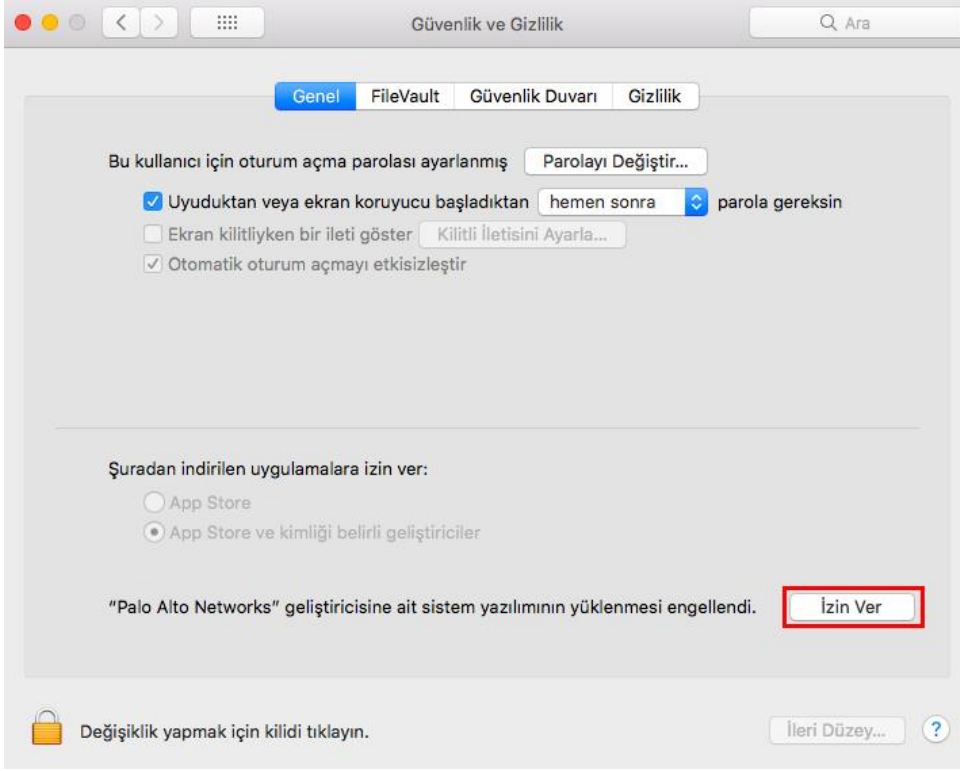 Güvenlik ve Gizlilik
Ara
Genel FileVault Güvenlik Duvarı Gizlilik
Bu kullanıcı için oturum açma parolası ayarlanmış Parolayı Değiştir...
Uyuduktan veya ekran koruyucu başladıktan hemen sonra parola gereksin
Ekran kilitliyken bir ileti göster Kilitli İletisini Ayarla...
Otomatik oturum açmayı etkisizleştir
Şuradan indirilen uygulamalara izin ver:
App Store
App Store ve kimliği belirli geliştiriciler
"Palo Alto Networks" geliştiricisine ait sistem yazılımının yüklenmesi engellendi. İzin Ver
Değişiklik yapmak için kilidi tıklayın. İleri Düzey... ?